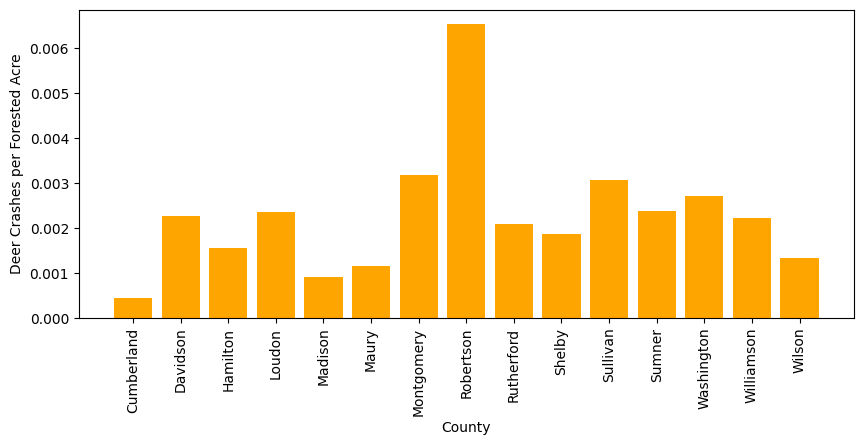 Deer Crashes per Forested Acre
0.006
0.005
0.004
0.003
0.002
0.001
0.000
Cumberland
Davidson
Hamilton
Loudon
Madison
Maury
Montgomery
Robertson
Rutherford
Shelby
Sullivan
Sumner
Washington
Williamson
Wilson
County